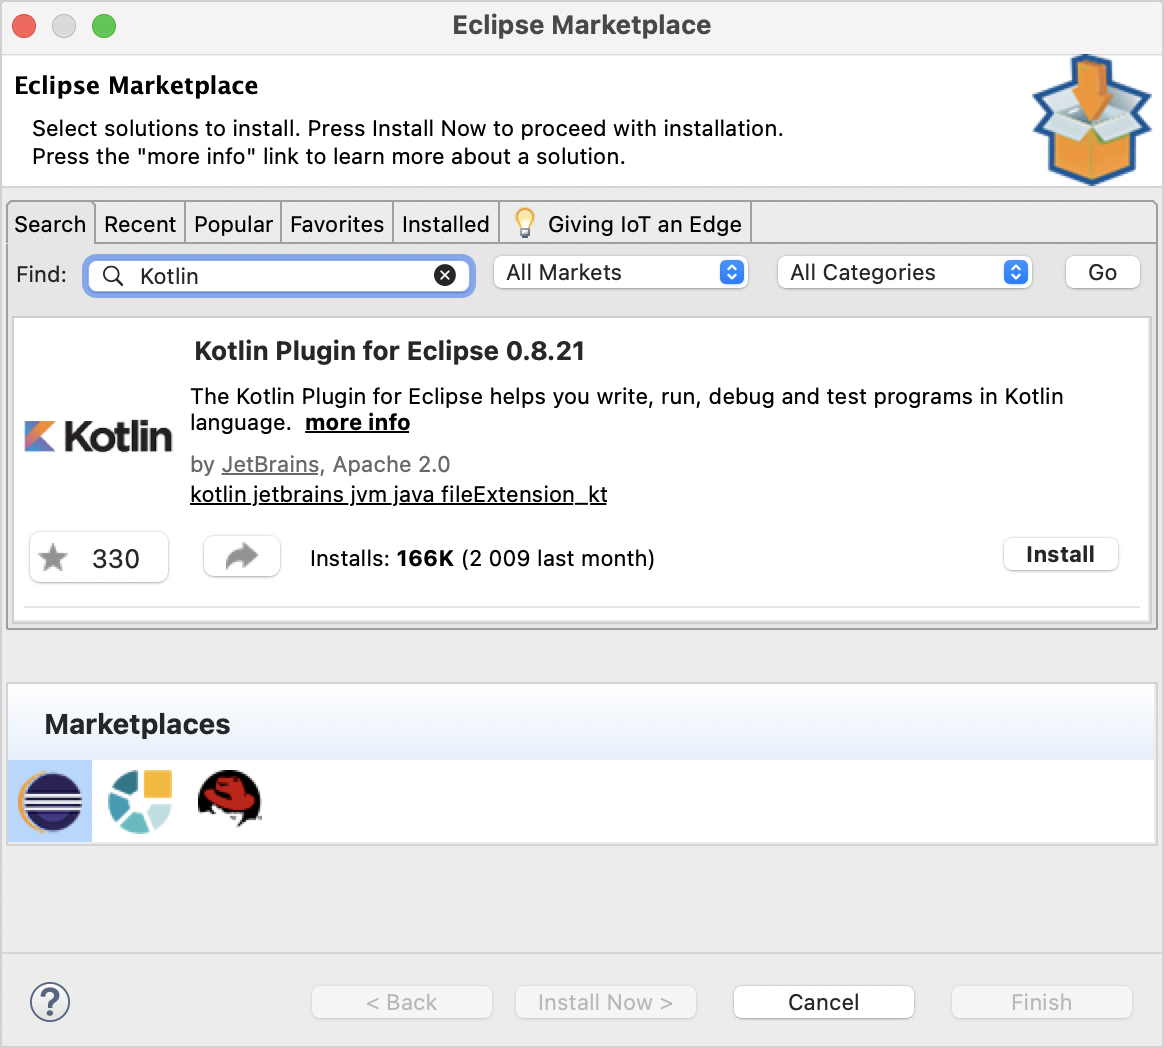 Eclipse Marketplace
Eclipse Marketplace
Select solutions to install. Press Install Now to proceed with installation.
Press the "more info" link to learn more about a solution.
Search Recent Popular Favorites Installed Giving IoT an Edge
Find: Kotlin All Markets All Categories Go
Kotlin Plugin for Eclipse 0.8.21
The Kotlin Plugin for Eclipse helps you write, run, debug and test programs in Kotlin
language. more info
Kotlin
by JetBrains, Apache 2.0
kotlin jetbrains jvm java fileExtension_kt
330 Installs: 166K (2 009 last month) Install
Marketplaces
? < Back Install Now > Cancel Finish